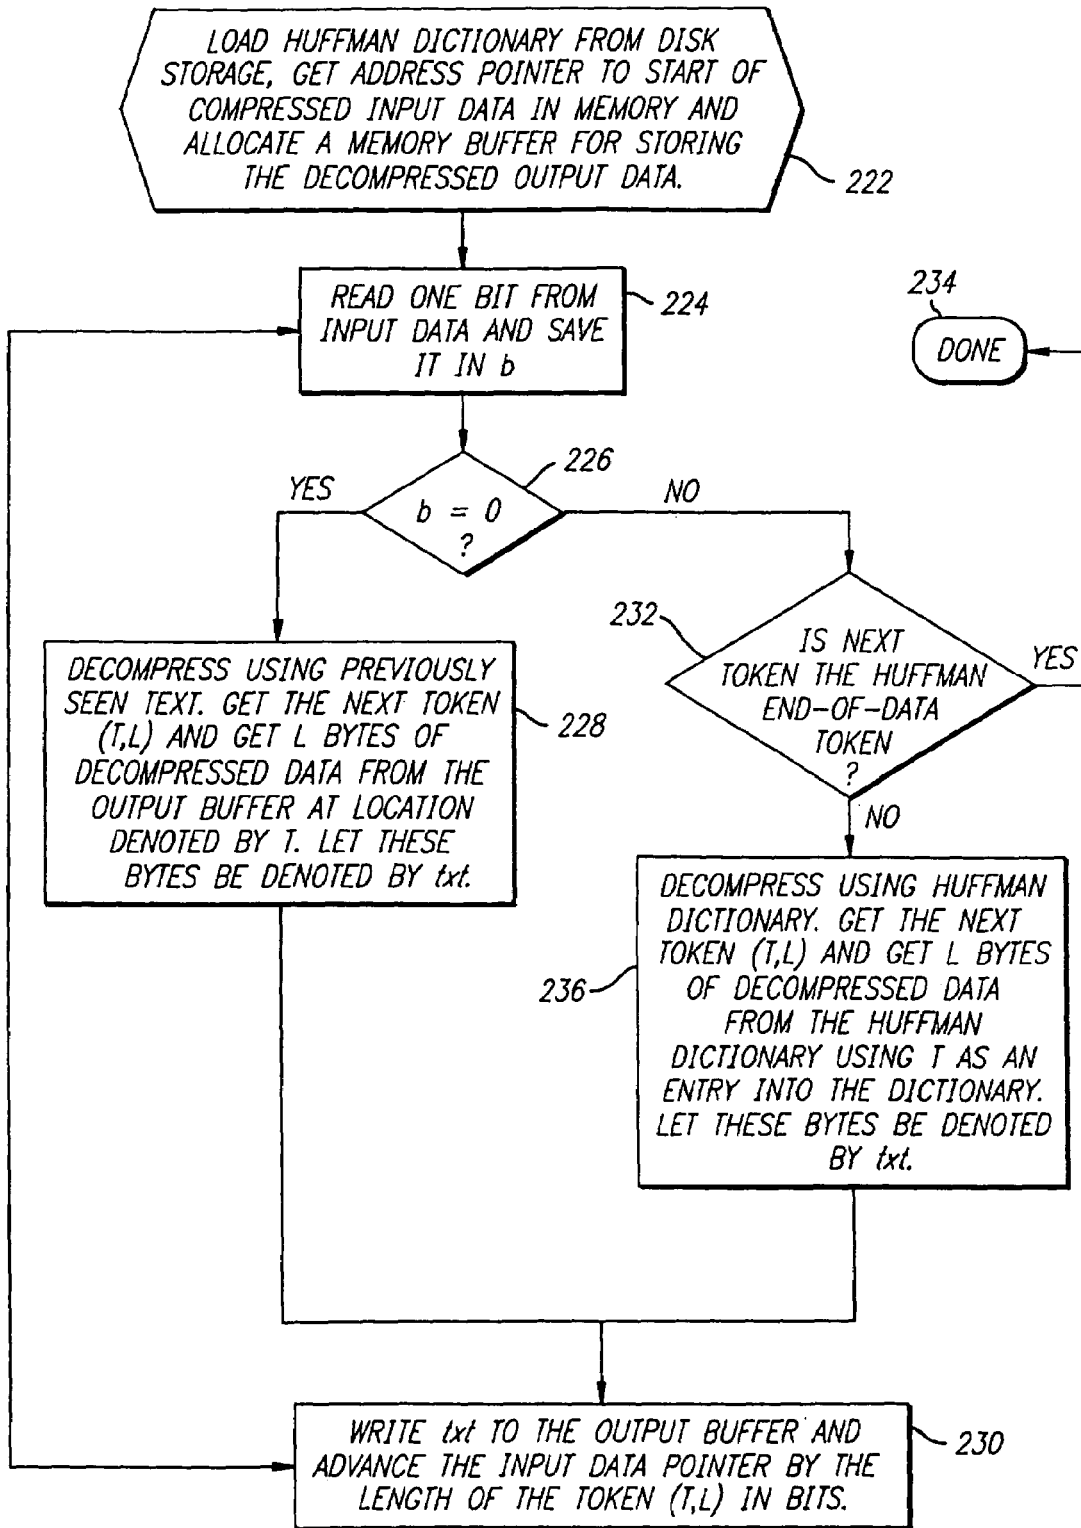 LOAD HUFFMAN DICTIONARY FROM DISK
STORAGE, GET ADDRESS POINTER TO START OF
COMPRESSED INPUT DATA IN MEMORY AND
ALLOCATE A MEMORY BUFFER FOR STORING
THE DECOMPRESSED OUTPUT DATA.
222
READ ONE BIT FROM
INPUT DATA AND SAVE
IT IN b
224
234
DONE
226
YES
b = 0
?
NO
232
IS NEXT
TOKEN THE HUFFMAN
END-OF-DATA
TOKEN
?
YES
NO
DECOMPRESS USING PREVIOUSLY
SEEN TEXT. GET THE NEXT TOKEN
(T,L) AND GET L BYTES OF
DECOMPRESSED DATA FROM THE
OUTPUT BUFFER AT LOCATION
DENOTED BY T. LET THESE
BYTES BE DENOTED BY txt.
228
DECOMPRESS USING HUFFMAN
DICTIONARY. GET THE NEXT
TOKEN (T,L) AND GET L BYTES
OF DECOMPRESSED DATA
FROM THE HUFFMAN
DICTIONARY USING T AS AN
ENTRY INTO THE DICTIONARY.
LET THESE BYTES BE DENOTED
BY txt.
236
WRITE txt TO THE OUTPUT BUFFER AND
ADVANCE THE INPUT DATA POINTER BY THE
LENGTH OF THE TOKEN (T,L) IN BITS.
230